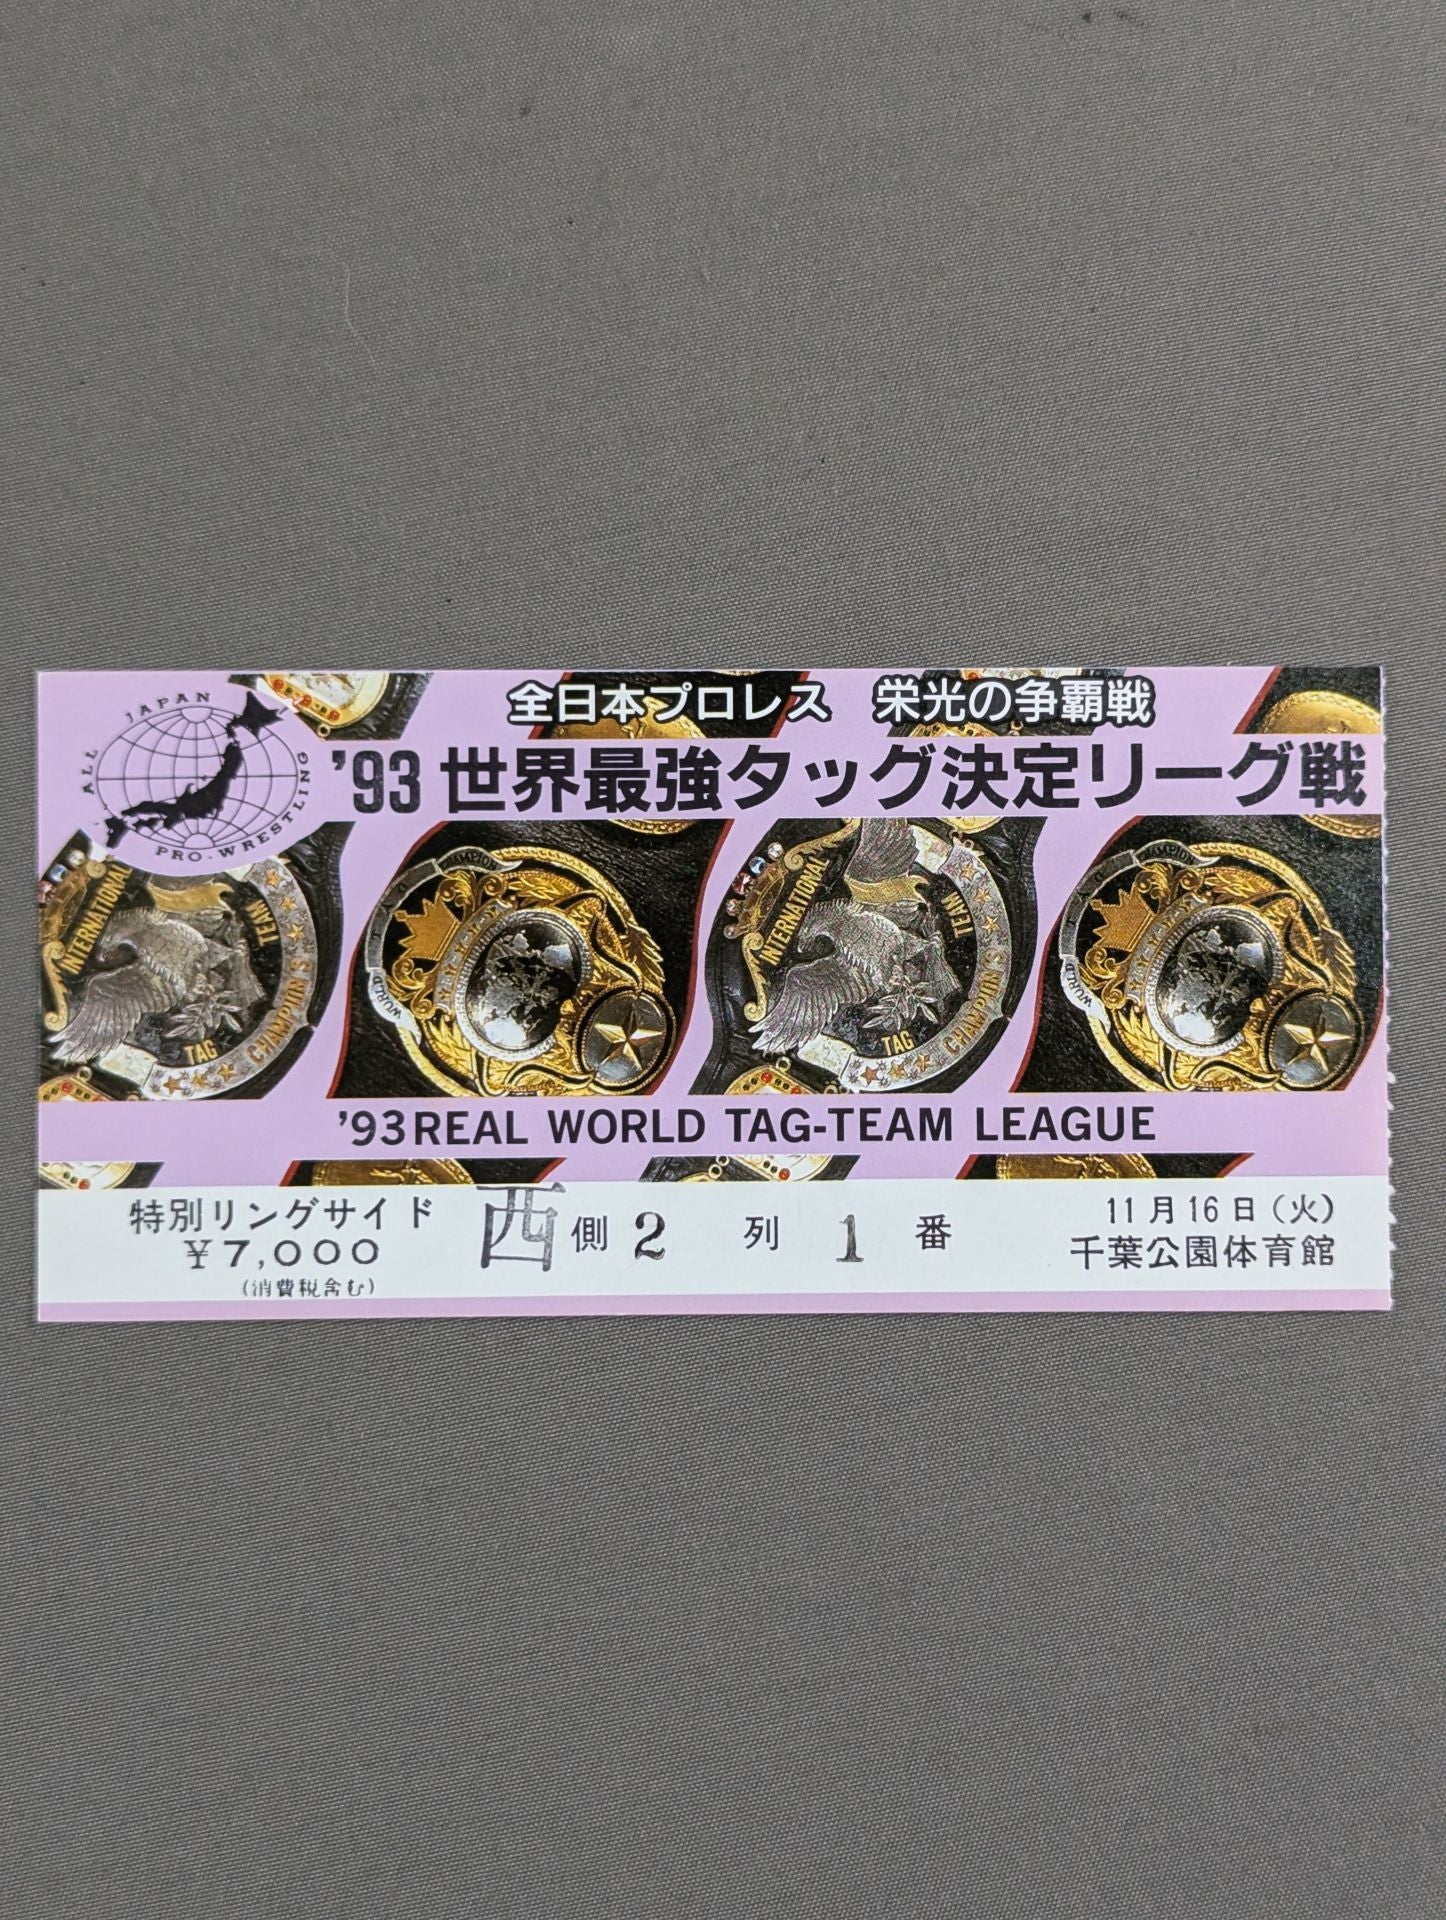 全日本プロレス 栄光の争覇戦
'93 世界最強タッグ決定リーグ戦
ALL JAPAN PRO-WRESTLING
INTERNATIONAL TAG TEAM CHAMPION'S
WORLD CHAMPION
INTERNATIONAL TAG TEAM CHAMPION'S
WORLD CHAMPION
'93 REAL WORLD TAG-TEAM LEAGUE
特別リングサイド
¥7,000
(消費税含む)
西側 2 列 1 番
11月16日(火)
千葉公園体育館